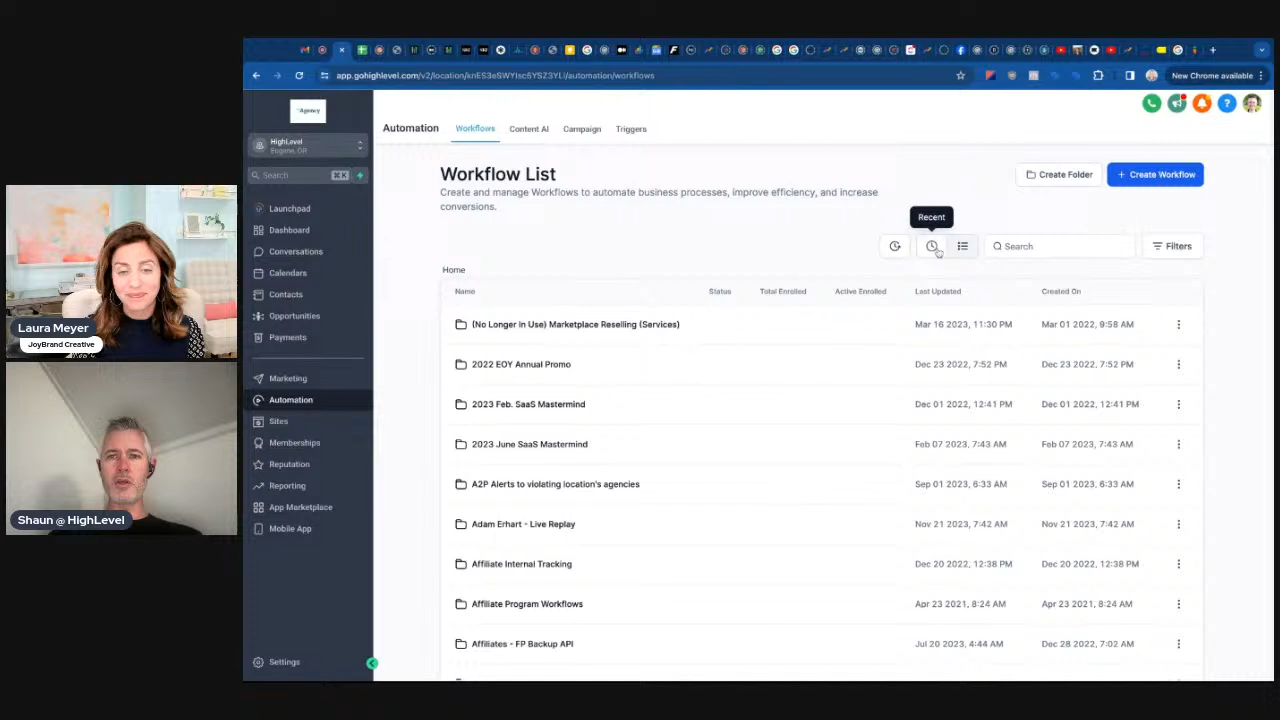 Laura Meyer
JoyBrand Creative
Shaun @ HighLevel
app.gohighlevel.com/v2/location/knES3eSWYIsc6YSZ3YLi/automation/workflows
New Chrome available
Agency
HighLevel
Eugene, OR
Search
⌘K
Launchpad
Dashboard
Conversations
Calendars
Contacts
Opportunities
Payments
Marketing
Automation
Sites
Memberships
Reputation
Reporting
App Marketplace
Mobile App
Settings
Automation
Workflows
Content AI
Campaign
Triggers
Workflow List
Create and manage Workflows to automate business processes, improve efficiency, and increase
conversions.
Create Folder
+ Create Workflow
Recent
Search
Filters
Home
Name Status Total Enrolled Active Enrolled Last Updated Created On
(No Longer In Use) Marketplace Reselling (Services) Mar 16 2023, 11:30 PM Mar 01 2022, 9:58 AM
2022 EOY Annual Promo Dec 23 2022, 7:52 PM Dec 23 2022, 7:52 PM
2023 Feb. SaaS Mastermind Dec 01 2022, 12:41 PM Dec 01 2022, 12:41 PM
2023 June SaaS Mastermind Feb 07 2023, 7:43 AM Feb 07 2023, 7:43 AM
A2P Alerts to violating location's agencies Sep 01 2023, 6:33 AM Sep 01 2023, 6:33 AM
Adam Erhart - Live Replay Nov 21 2023, 7:42 AM Nov 21 2023, 7:42 AM
Affiliate Internal Tracking Dec 20 2022, 12:38 PM Dec 20 2022, 12:38 PM
Affiliate Program Workflows Apr 23 2021, 8:24 AM Apr 23 2021, 8:24 AM
Affiliates - FP Backup API Jul 20 2023, 4:44 AM Dec 28 2022, 7:02 AM